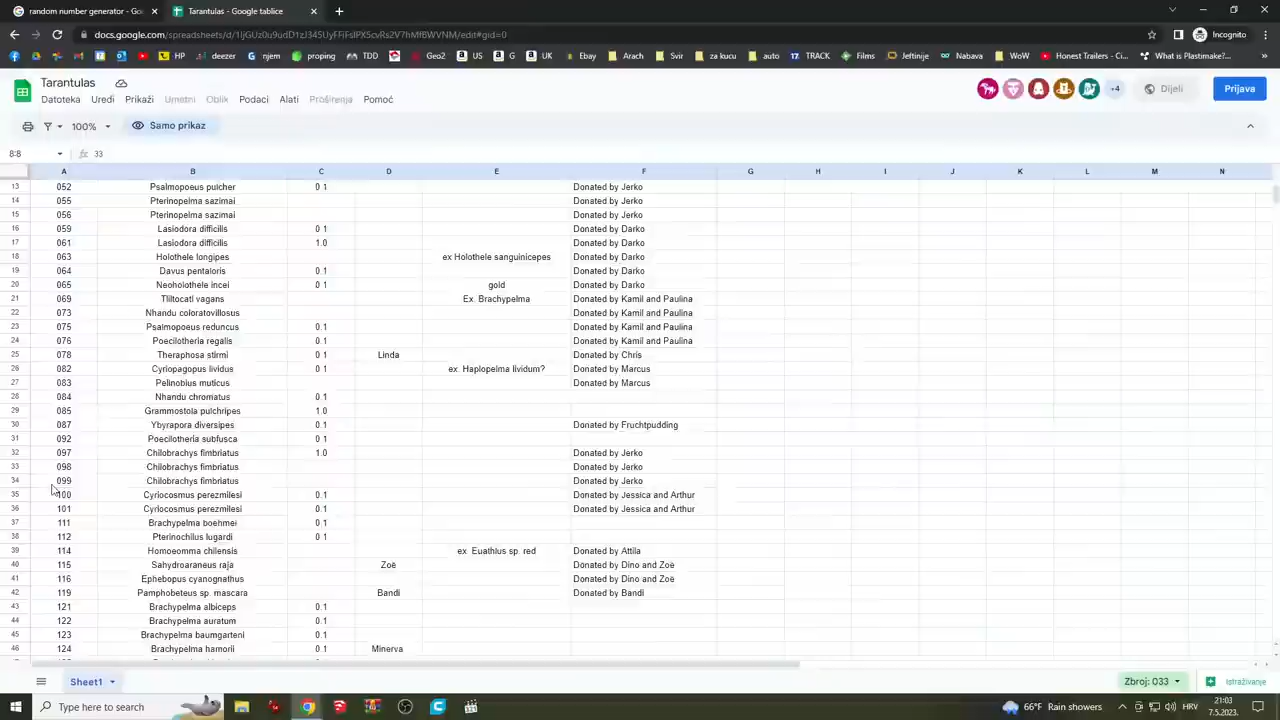 random number generator - Go
Tarantulas - Google tablice
docs.google.com/spreadsheets/d/1jGUz0u9udD1zJ345UyFFiFsIPX5cvRs2V7hMfBWVNM/edit#gid=0
Incognito
HP deezer njem proping TDD Geo2 US G UK Ebay Arach Svir za kucu auto TRACK Films Jeftinije Nabava WoW Honest Trailers - Ci... What is Plastimake?...
Tarantulas
Datoteka Uredi Prikaži Umetni Oblik Podaci Alati Proširenja Pomoć
+4 Dijeli Prijava
100% Samo prikaz
8:8 fx 33
A B C D E F G H I J K L M N
13 052 Psalmopoeus pulcher 0.1 Donated by Jerko
14 055 Pterinopelma sazimai Donated by Jerko
15 056 Pterinopelma sazimai Donated by Jerko
16 059 Lasiodora difficilis 0.1 Donated by Darko
17 061 Lasiodora difficilis 1.0 Donated by Darko
18 063 Holothele longipes ex Holothele sanguinicepes Donated by Darko
19 064 Davus pentaloris 0.1 Donated by Darko
20 065 Neoholothele incei 0.1 gold Donated by Darko
21 069 Tliltocatl vagans Ex. Brachypelma Donated by Kamil and Paulina
22 073 Nhandu coloratovillosus Donated by Kamil and Paulina
23 075 Psalmopoeus reduncus 0.1 Donated by Kamil and Paulina
24 076 Poecilotheria regalis 0.1 Donated by Kamil and Paulina
25 078 Theraphosa stirmi 0.1 Linda Donated by Chris
26 082 Cyriopagopus lividus 0.1 ex. Haplopelma lividum? Donated by Marcus
27 083 Pelinobius muticus Donated by Marcus
28 084 Nhandu chromatus 0.1
29 085 Grammostola pulchripes 1.0
30 087 Ybyrapora diversipes 0.1 Donated by Fruchtpudding
31 092 Poecilotheria subfusca 0.1
32 097 Chilobrachys fimbriatus 1.0 Donated by Jerko
33 098 Chilobrachys fimbriatus Donated by Jerko
34 099 Chilobrachys fimbriatus Donated by Jerko
35 100 Cyriocosmus perezmilesi 0.1 Donated by Jessica and Arthur
36 101 Cyriocosmus perezmilesi 0.1 Donated by Jessica and Arthur
37 111 Brachypelma boehmei 0.1
38 112 Pterinochilus lugardi 0.1
39 114 Homoeomma chilensis ex. Euathlus sp. red Donated by Attila
40 115 Sahydroaraneus raja Zoë Donated by Dino and Zoë
41 116 Ephebopus cyanognathus Donated by Dino and Zoë
42 119 Pamphobeteus sp. mascara Bandi Donated by Bandi
43 121 Brachypelma albiceps 0.1
44 122 Brachypelma auratum 0.1
45 123 Brachypelma baumgarteni 0.1
46 124 Brachypelma hamorii 0.1 Minerva
Sheet1 Zbroj: 033 Istraživanje
Type here to search 66°F Rain showers HRV 21:03
7.5.2023.